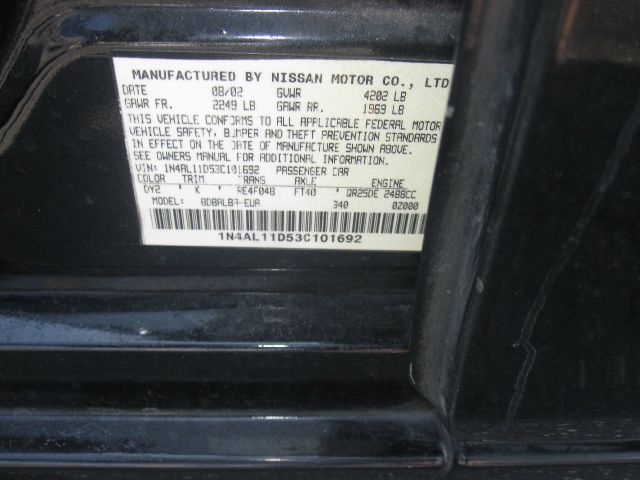 MANUFACTURED BY NISSAN MOTOR CO., LTD
DATE 08/02 GVWR 4202 LB
GAWR FR. 2249 LB GAWR RR. 1969 LB
THIS VEHICLE CONFORMS TO ALL APPLICABLE FEDERAL MOTOR
VEHICLE SAFETY, BUMPER AND THEFT PREVENTION STANDARDS
IN EFFECT ON THE DATE OF MANUFACTURE SHOWN ABOVE.
SEE OWNERS MANUAL FOR ADDITIONAL INFORMATION.
VIN: 1N4AL11D53C101692 PASSENGER CAR
COLOR TRIM TRANS AXLE ENGINE
DY2 ' K ' RE4F04B FT40 ' QR25DE 2488CC
MODEL: BDBALBA-EUA 340 0Z000
1N4AL11D53C101692